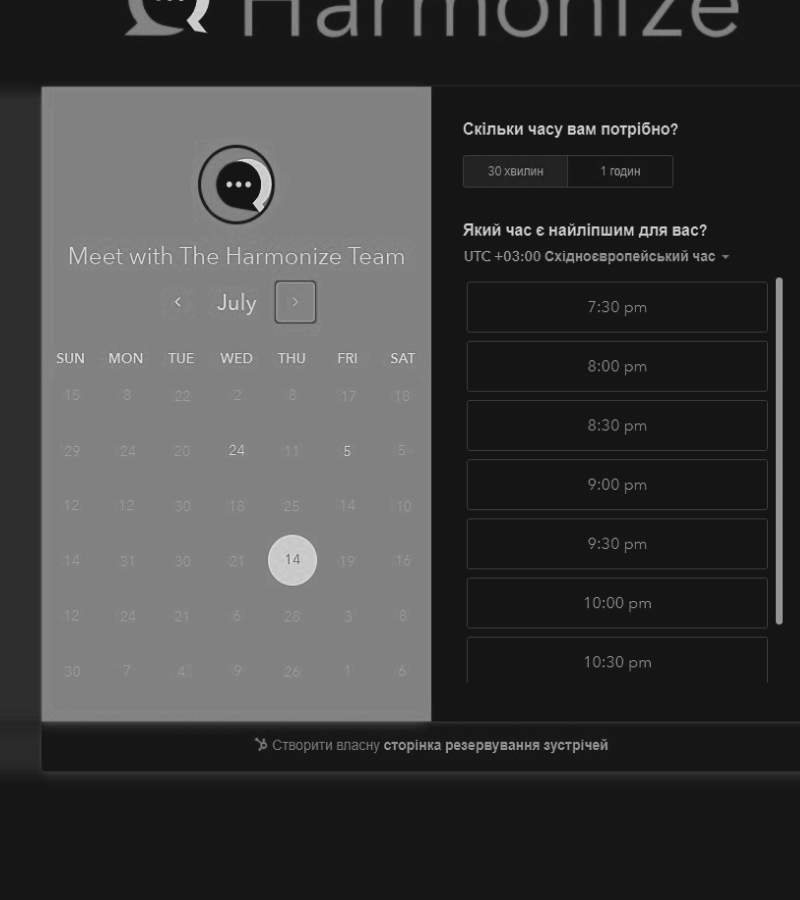 Harmonize
Meet with The Harmonize Team
July
SUN MON TUE WED THU FRI SAT
15 8 22 2 8 17 18
29 24 20 24 11 5 5
12 12 30 18 25 14 10
14 31 30 21 14 19 16
12 24 21 6 28 3 8
30 7 4 9 26 1 6
Скільки часу вам потрібно?
30 хвилин 1 годин
Який час є найліпшим для вас?
UTC +03:00 Східноєвропейський час
7:30 pm
8:00 pm
8:30 pm
9:00 pm
9:30 pm
10:00 pm
10:30 pm
Створити власну сторінка резервування зустрічей